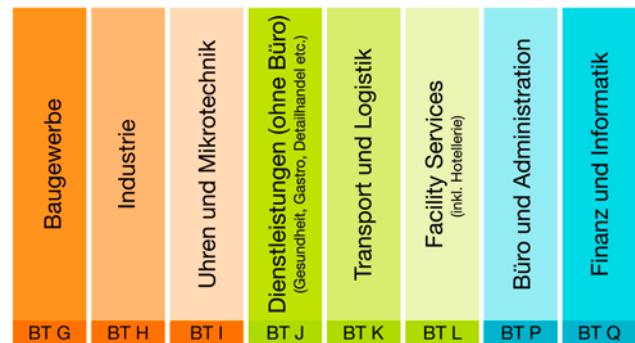 Baugewerbe
BT G
Industrie
BT H
Uhren und Mikrotechnik
BT I
Dienstleistungen (ohne Büro)
(Gesundheit, Gastro, Detailhandel etc.)
BT J
Transport und Logistik
BT K
Facility Services
(inkl. Hotellerie)
BT L
Büro und Administration
BT P
Finanz und Informatik
BT Q